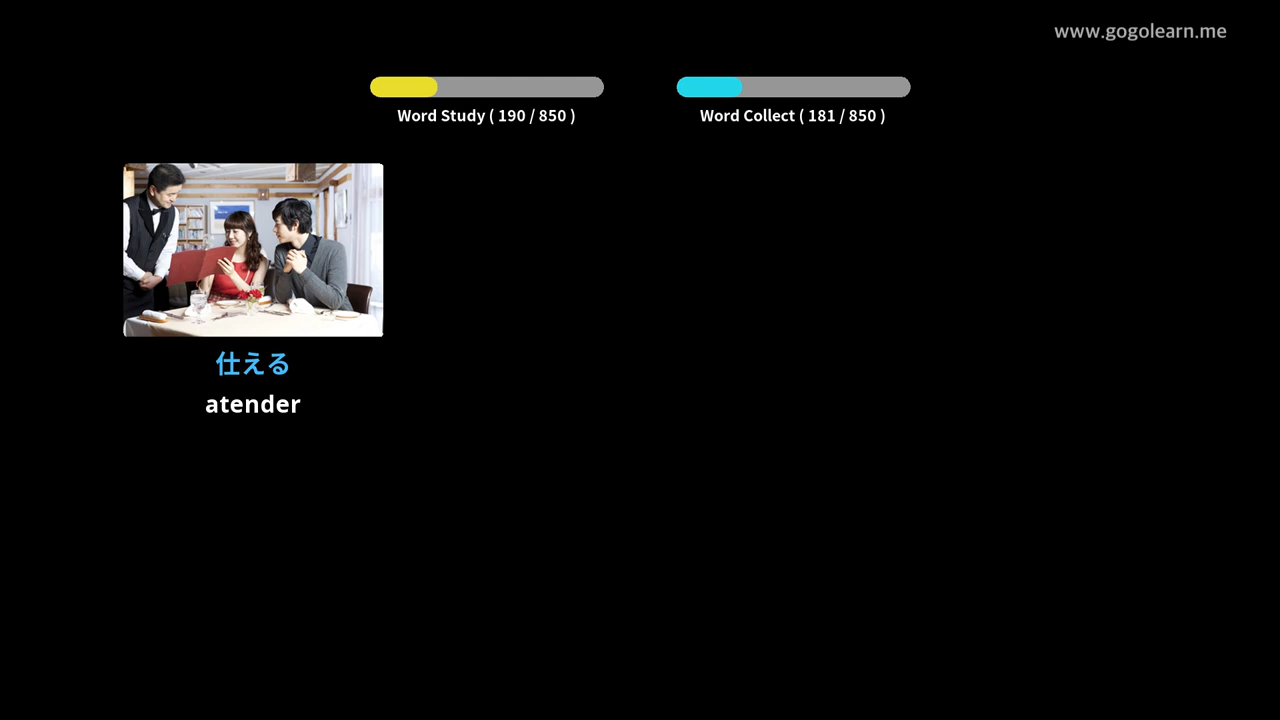 www.gogolearn.me
Word Study ( 190 / 850 )
Word Collect ( 181 / 850 )
仕える
atender